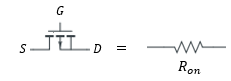 G
S D =
R_on